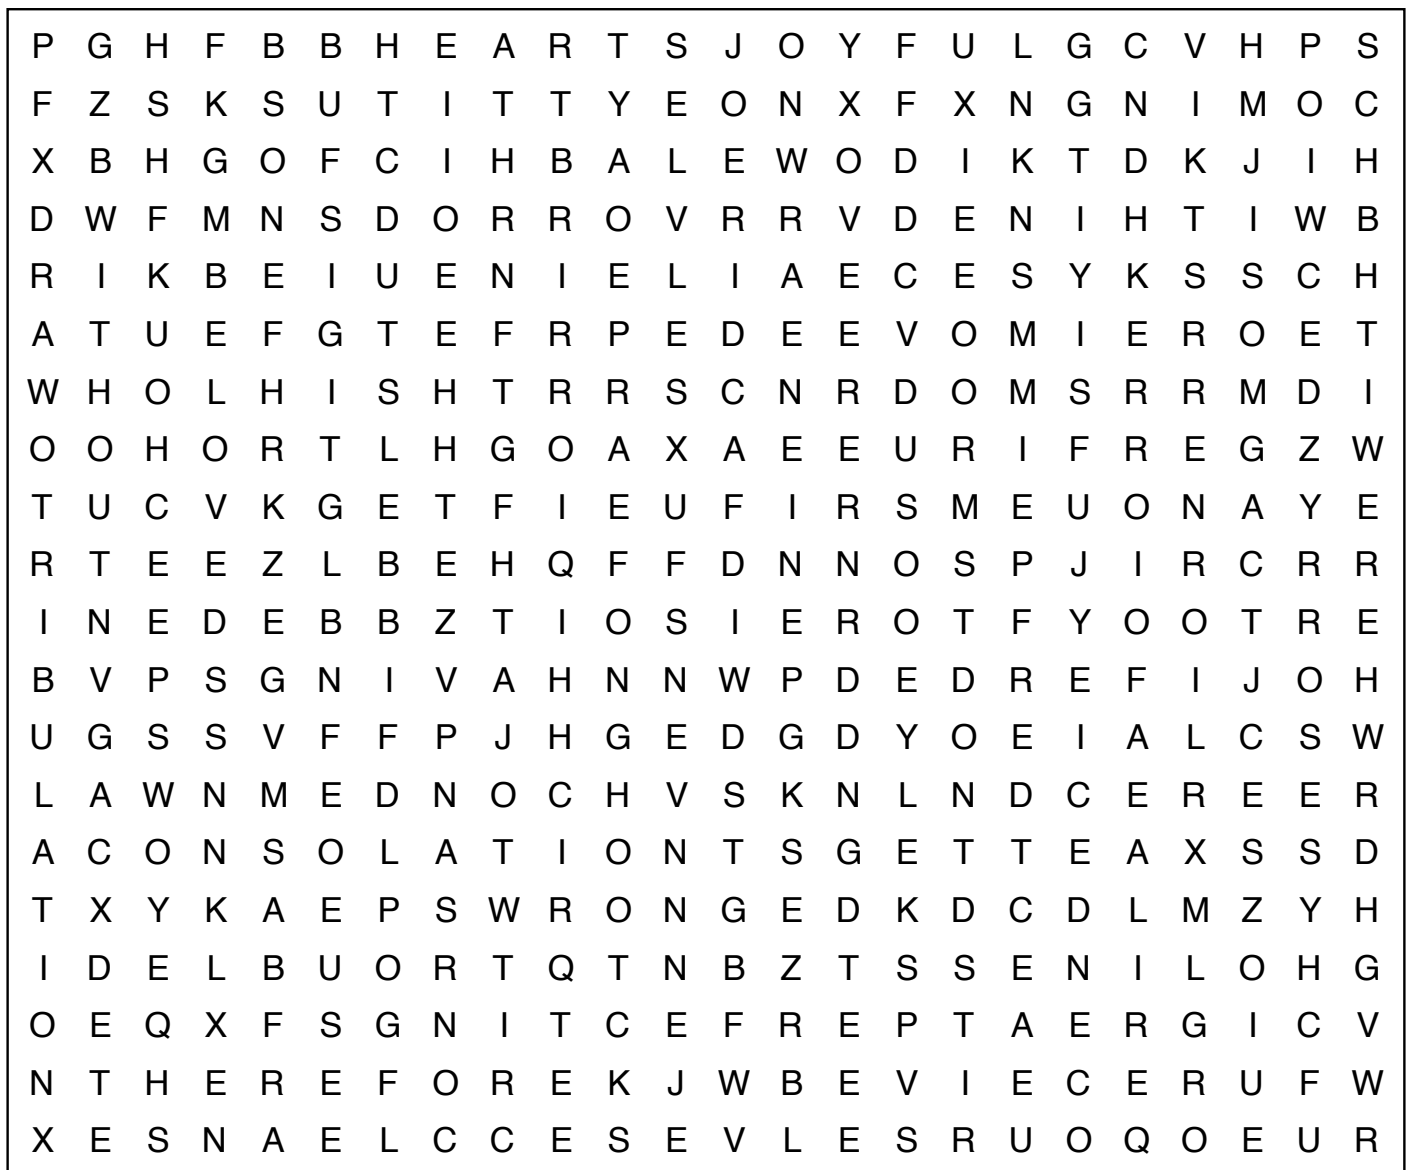 P G H F B B H E A R T S J O Y F U L G C V H P S
F Z S K S U T I T T Y E O N X F X N G N I M O C
X B H G O F C I H B A L E W O D I K T D K J I H
D W F M N S D O R R O V R R V D E N I H T I W B
R I K B E I U E N I E L I A E C E S Y K S S C H
A T U E F G T E F R P E D E E V O M I E R O E T
W H O L H I S H T R R S C N R D O M S R R M D I
O O H O R T L H G O A X A E E U R I F R E G Z W
T U C V K G E T F I E U F I R S M E U O N A Y E
R T E E Z L B E H Q F F D N N O S P J I R C R R
I N E D E B B Z T I O S I E R O T F Y O O T R E
B V P S G N I V A H N N W P D E D R E F I J O H
U G S S V F F P J H G E D G D Y O E I A L C S W
L A W N M E D N O C H V S K N L N D C E R E E R
A C O N S O L A T I O N T S G E T T E A X S S D
T X Y K A E P S W R O N G E D K D C D L M Z Y H
I D E L B U O R T Q T N B Z T S S E N I L O H G
O E Q X F S G N I T C E F R E P T A E R G I C V
N T H E R E F O R E K J W B E V I E C E R U F W
X E S N A E L C C E S E V L E S R U O Q O E U R